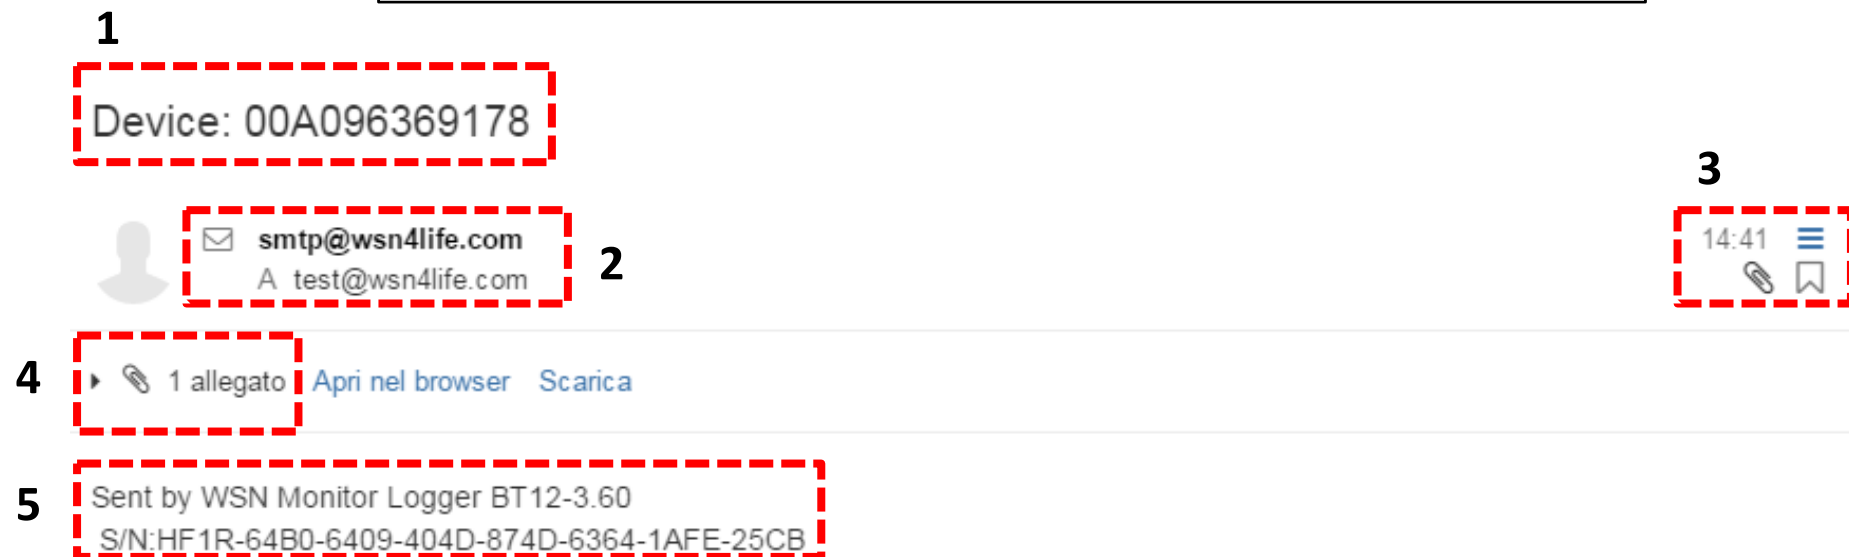 1
Device: 00A096369178
3
smtp@wsn4life.com
14:41
2
A test@wsn4life.com
4
1 allegato Apri nel browser Scarica
5
Sent by WSN Monitor Logger BT12-3.60
S/N:HF1R-64B0-6409-404D-874D-6364-1AFE-25CB